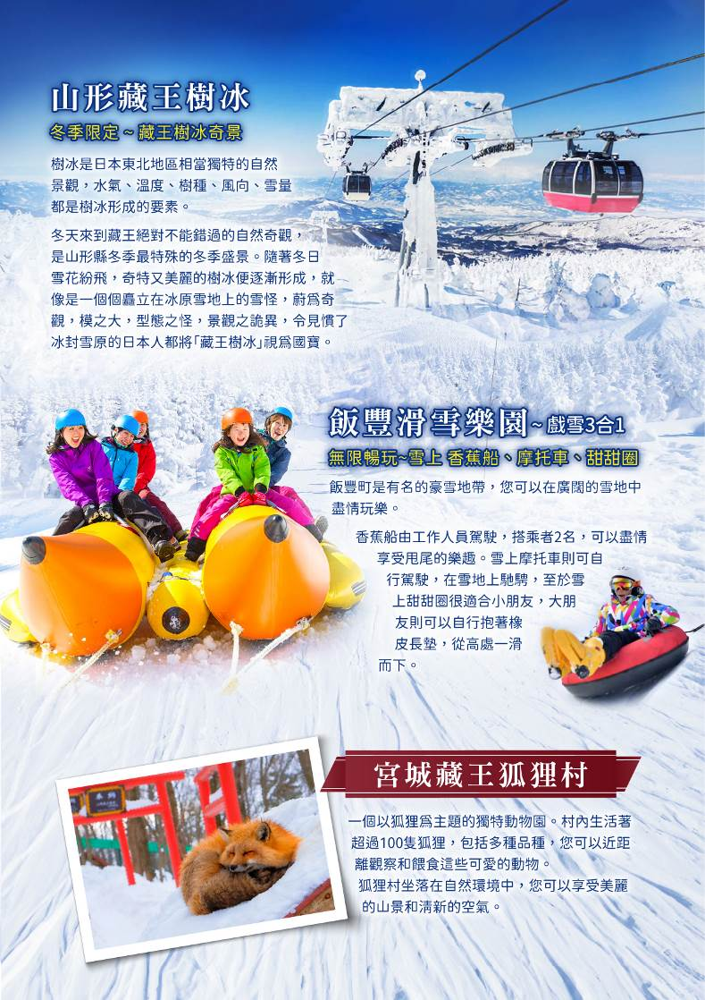 山形藏王樹冰
冬季限定 ~ 藏王樹冰奇景
樹冰是日本東北地區相當獨特的自然
景觀，水氣、溫度、樹種、風向、雪量
都是樹冰形成的要素。
冬天來到藏王絕對不能錯過的自然奇觀，
是山形縣冬季最特殊的冬季盛景。隨著冬日
雪花紛飛，奇特又美麗的樹冰便逐漸形成，就
像是一個個矗立在冰原雪地上的雪怪，蔚為奇
觀，模之大，型態之怪，景觀之詭異，令見慣了
冰封雪原的日本人都將「藏王樹冰」視為國寶。
飯豐滑雪樂園~戲雪3合1
無限暢玩~雪上 香蕉船、摩托車、甜甜圈
飯豐町是有名的豪雪地帶，您可以在廣闊的雪地中
盡情玩樂。
香蕉船由工作人員駕駛，搭乘者2名，可以盡情
享受甩尾的樂趣。雪上摩托車則可自
行駕駛，在雪地上馳騁，至於雪
上甜甜圈很適合小朋友，大朋
友則可以自行抱著橡
皮長墊，從高處一滑
而下。
宮城藏王狐狸村
一個以狐狸為主題的獨特動物園。村內生活著
超過100隻狐狸，包括多種品種，您可以近距
離觀察和餵食這些可愛的動物。
狐狸村坐落在自然環境中，您可以享受美麗
的山景和清新的空氣。